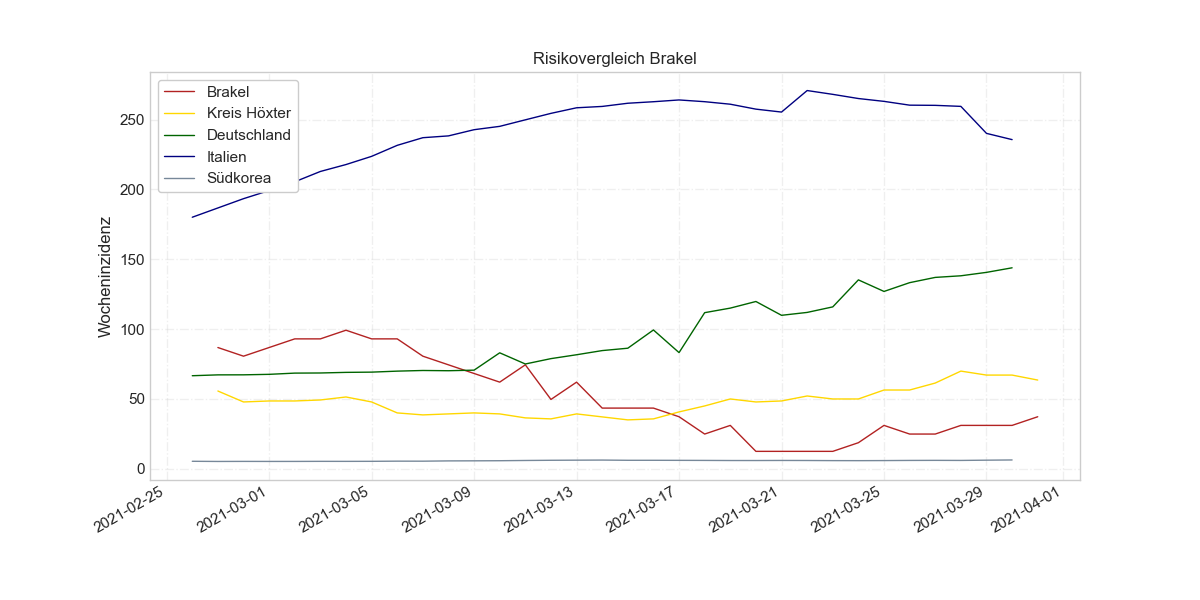 Risikovergleich Brakel
Brakel
Kreis Höxter
Deutschland
Italien
Südkorea
Wocheninzidenz
250
200
150
100
50
0
2021-02-25
2021-03-01
2021-03-05
2021-03-09
2021-03-13
2021-03-17
2021-03-21
2021-03-25
2021-03-29
2021-04-01